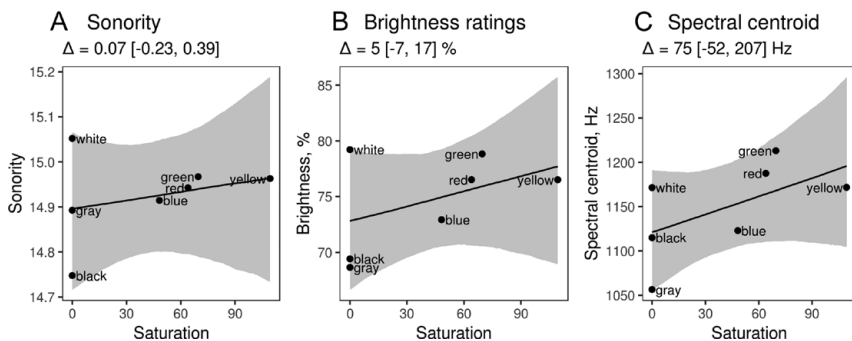 A Sonority
Δ = 0.07 [-0.23, 0.39]
15.2
15.1
15.0
14.9
14.8
14.7
Sonority
white
green
red
yellow
blue
gray
black
0 30 60 90
Saturation
B Brightness ratings
Δ = 5 [-7, 17] %
85
80
75
70
Brightness, %
white
green
red
yellow
blue
black
gray
0 30 60 90
Saturation
C Spectral centroid
Δ = 75 [-52, 207] Hz
1300
1250
1200
1150
1100
1050
Spectral centroid, Hz
green
red
white
yellow
blue
black
gray
0 30 60 90
Saturation